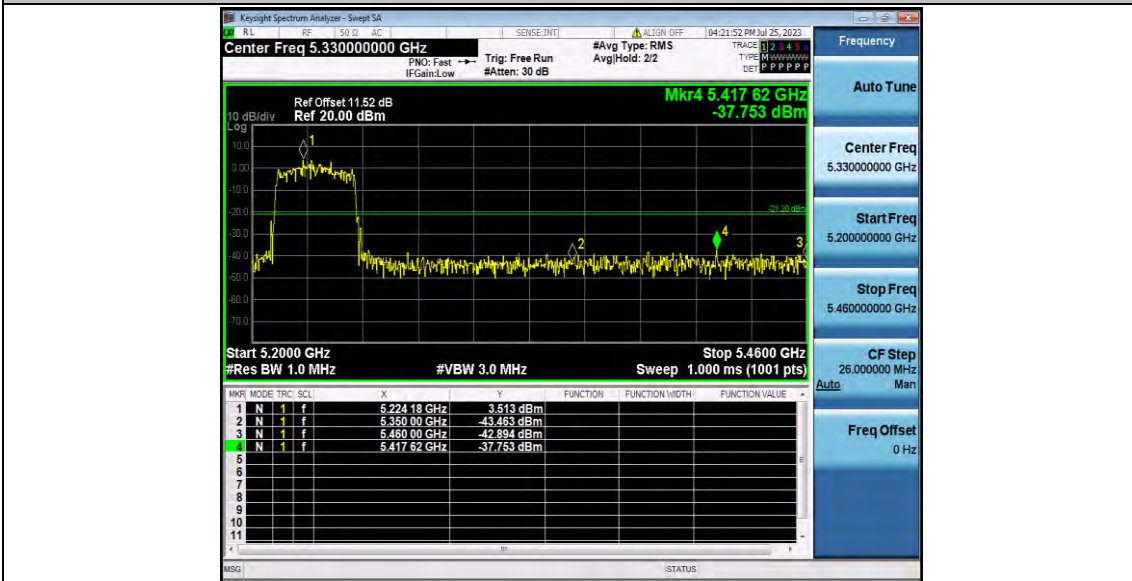 Keysight Spectrum Analyzer - Swept SA
RL RF 50 Ω AC SENSE:INT ALIGN OFF 04:21:52 PM Jul 25, 2023
Center Freq 5.330000000 GHz
#Avg Type: RMS
TRACE 1 2 3 4 5 6
PNO: Fast Trig: Free Run Avg|Hold: 2/2
TYPE M WWWWW
IFGain:Low #Atten: 30 dB
DET P P P P P P
Frequency
Auto Tune
Mkr4 5.417 62 GHz
-37.753 dBm
Ref Offset 11.52 dB
10 dB/div Ref 20.00 dBm
Log
10.0
0.00
-10.0
-20.0
-30.0
-40.0
-50.0
-60.0
-70.0
1
2
4
3
-21.20 dBm
Start 5.2000 GHz Stop 5.4600 GHz
#Res BW 1.0 MHz #VBW 3.0 MHz Sweep 1.000 ms (1001 pts)
MKR MODE TRC SCL X Y FUNCTION FUNCTION WIDTH FUNCTION VALUE
1 N 1 f 5.224 18 GHz 3.513 dBm
2 N 1 f 5.350 00 GHz -43.463 dBm
3 N 1 f 5.460 00 GHz -42.894 dBm
4 N 1 f 5.417 62 GHz -37.753 dBm
5
6
7
8
9
10
11
MSG STATUS
Center Freq
5.330000000 GHz
Start Freq
5.200000000 GHz
Stop Freq
5.460000000 GHz
CF Step
26.000000 MHz
Auto Man
Freq Offset
0 Hz